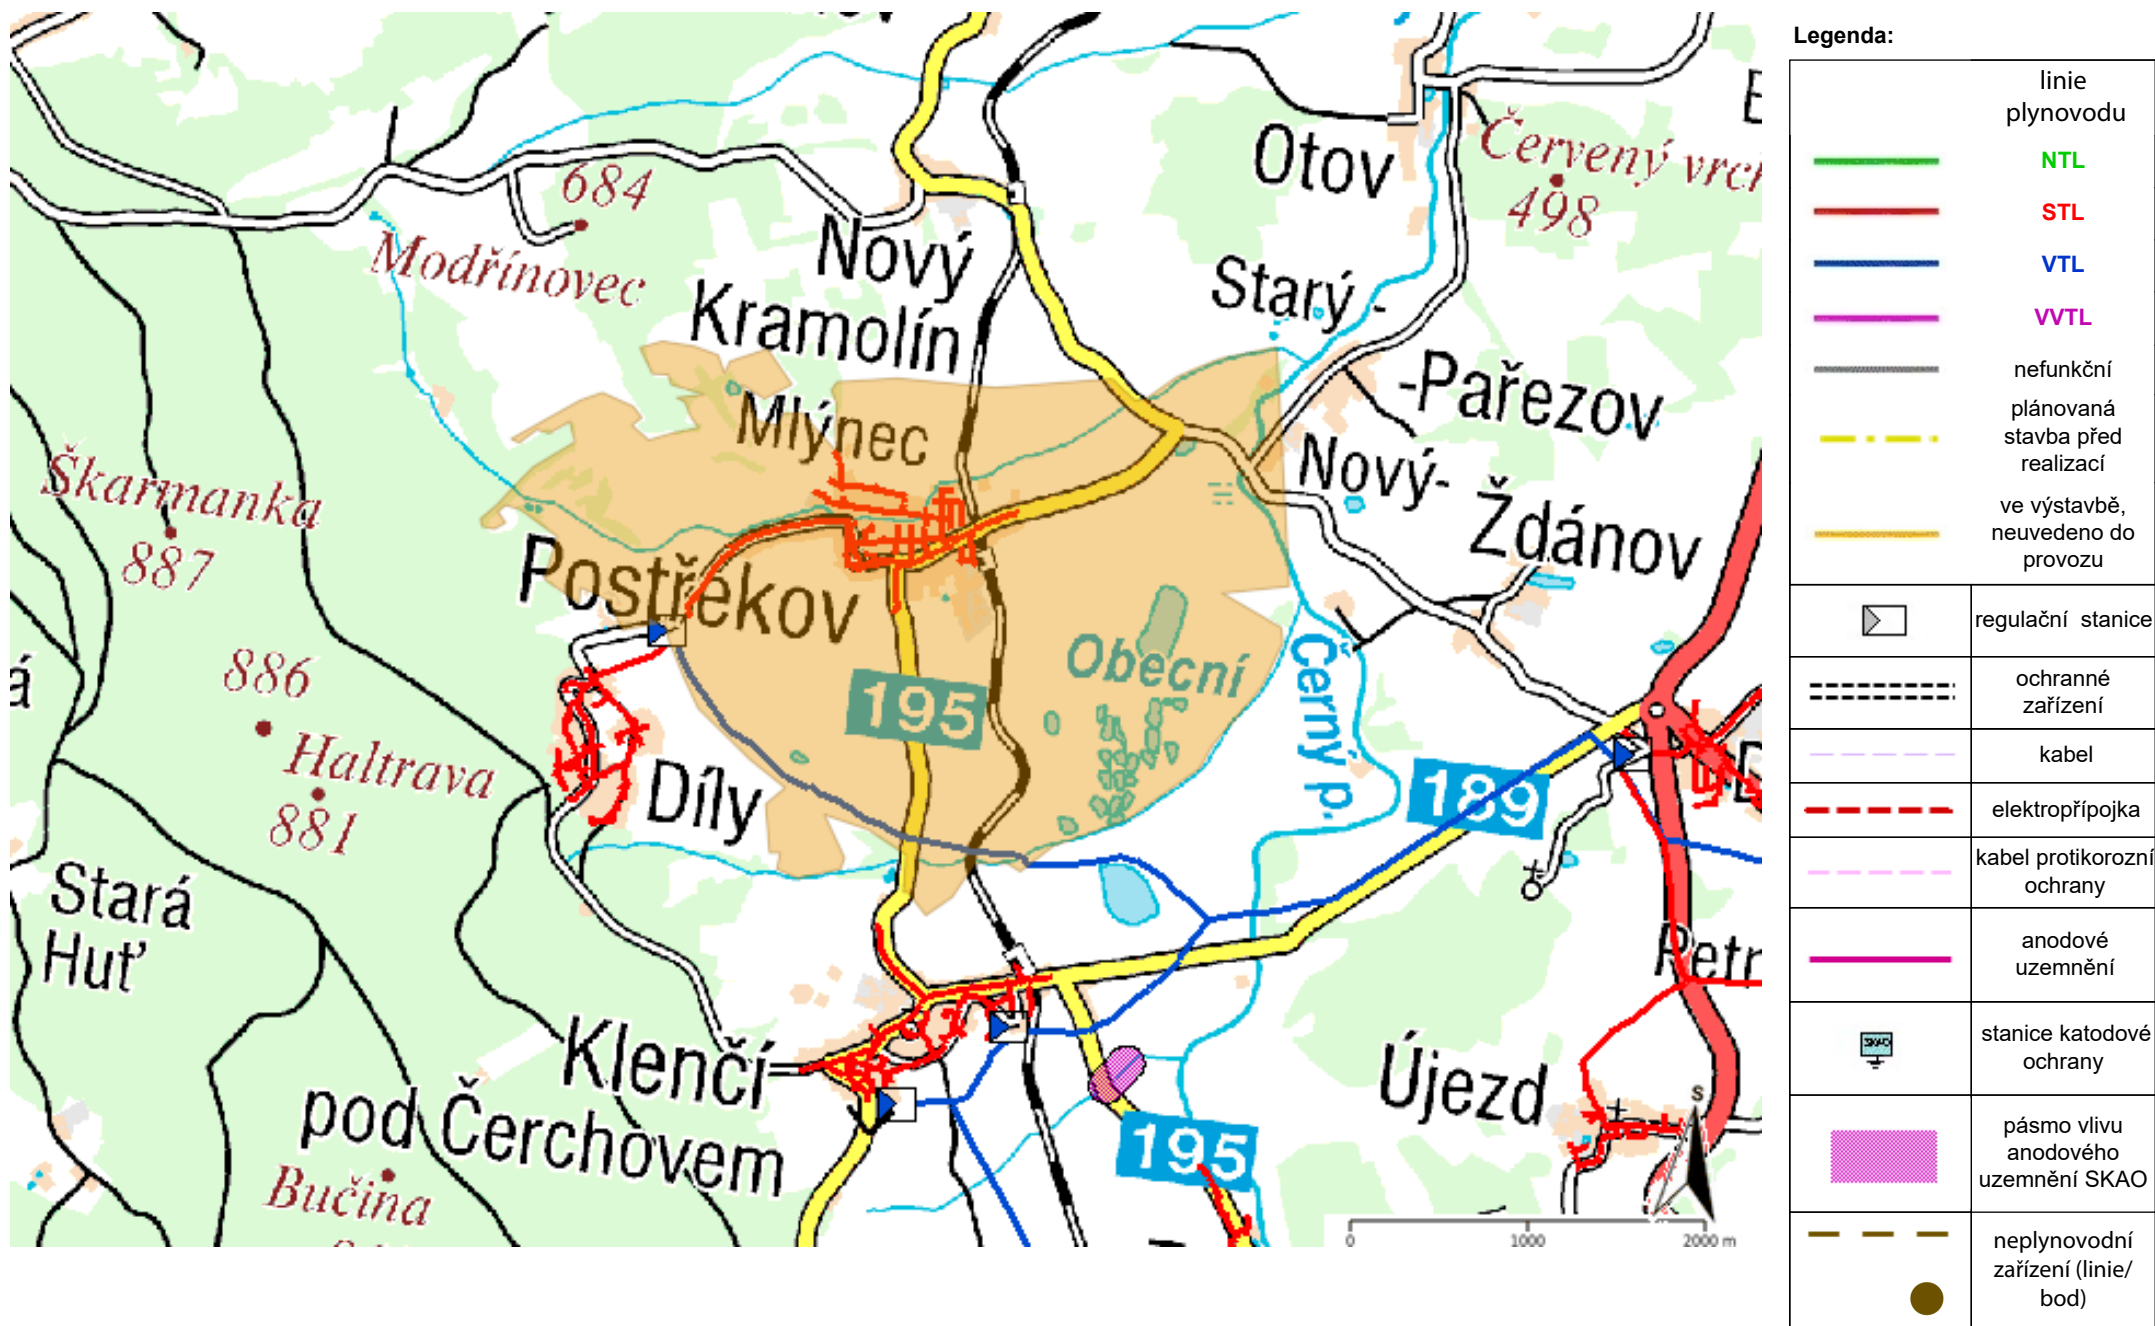 Otov
Červený vrch
498
684
Modřínovec
Nový
Kramolín
Starý -
-Pařezov
Mlýnec
Nový-
Ždánov
Škarmanka
887
Postřekov
Obecní
Černý p.
886
195
Haltrava
881
Díly
189
Stará
Huť
Klenčí
pod Čerchovem
Petr
Újezd
195
Bučina
S
0
1000
2000 m
Legenda:
linie
plynovodu
NTL
STL
VTL
VVTL
nefunkční
plánovaná
stavba před
realizací
ve výstavbě,
neuvedeno do
provozu
regulační stanice
ochranné
zařízení
kabel
elektropřípojka
kabel protikorozní
ochrany
anodové
uzemnění
SKAO
stanice katodové
ochrany
pásmo vlivu
anodového
uzemnění SKAO
neplynovodní
zařízení (linie/
bod)